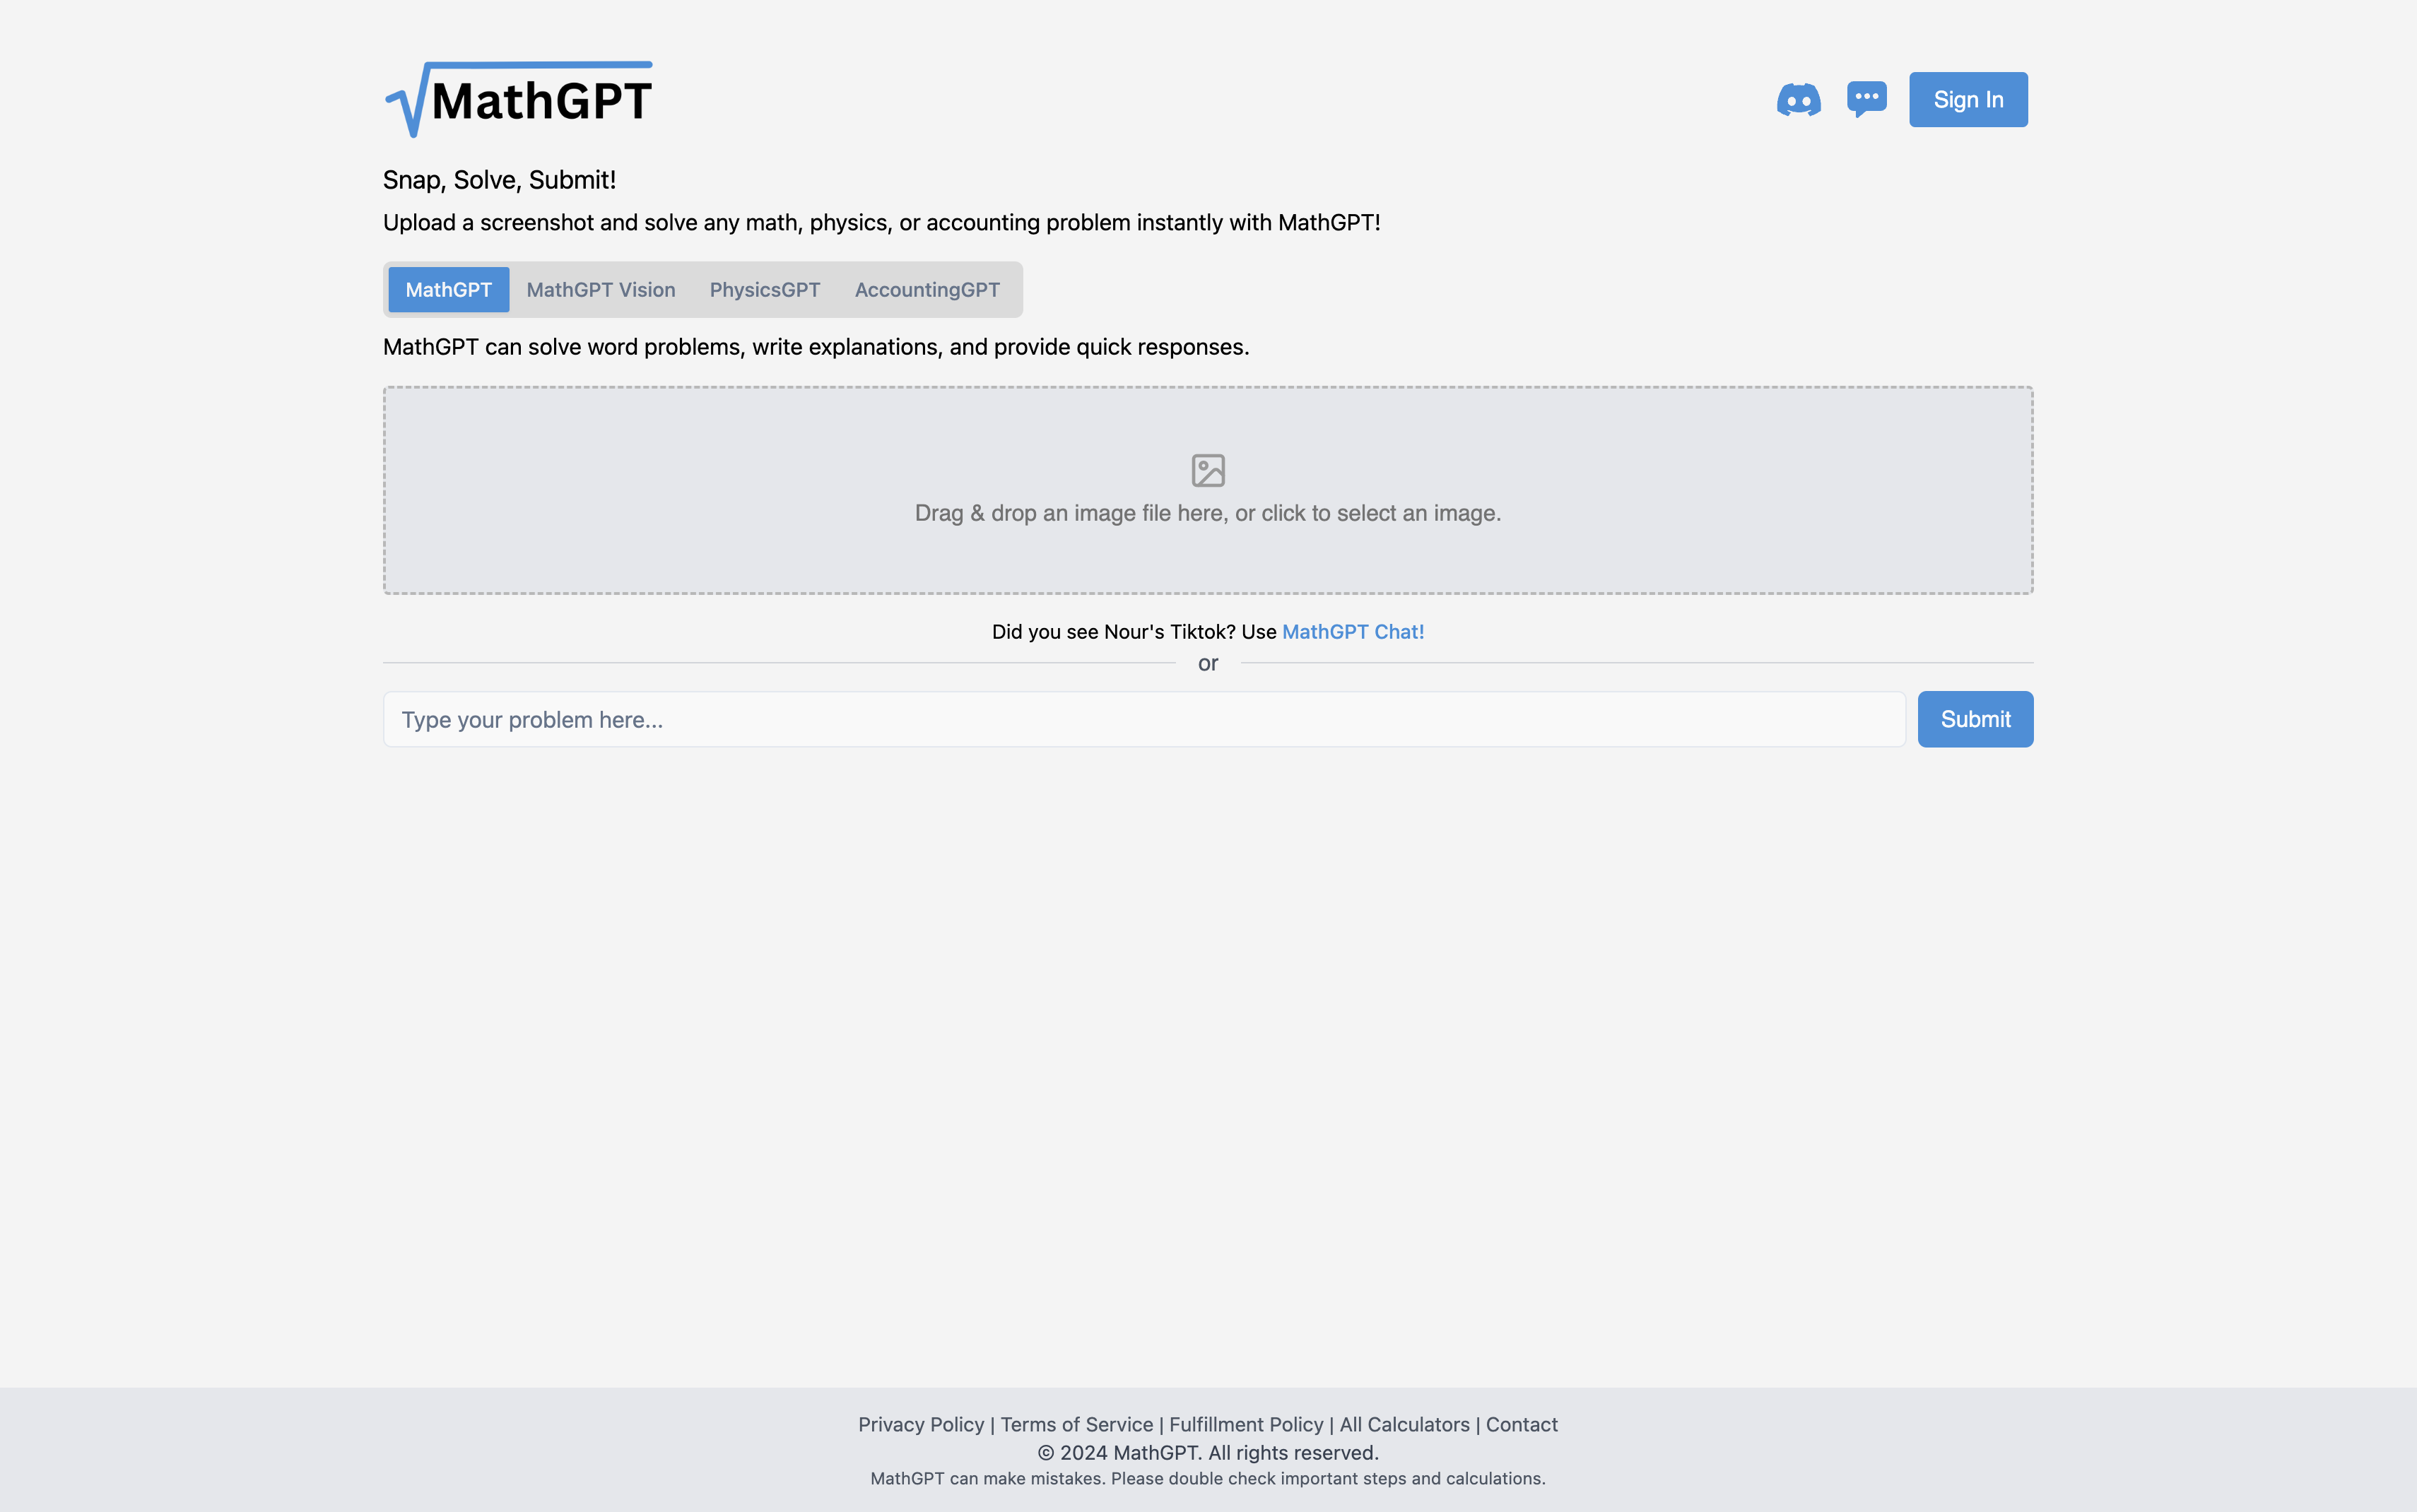 MathGPT
Sign In
Snap, Solve, Submit!
Upload a screenshot and solve any math, physics, or accounting problem instantly with MathGPT!
MathGPT MathGPT Vision PhysicsGPT AccountingGPT
MathGPT can solve word problems, write explanations, and provide quick responses.
Drag & drop an image file here, or click to select an image.
Did you see Nour's Tiktok? Use MathGPT Chat!
or
Type your problem here...
Submit
Privacy Policy | Terms of Service | Fulfillment Policy | All Calculators | Contact
© 2024 MathGPT. All rights reserved.
MathGPT can make mistakes. Please double check important steps and calculations.